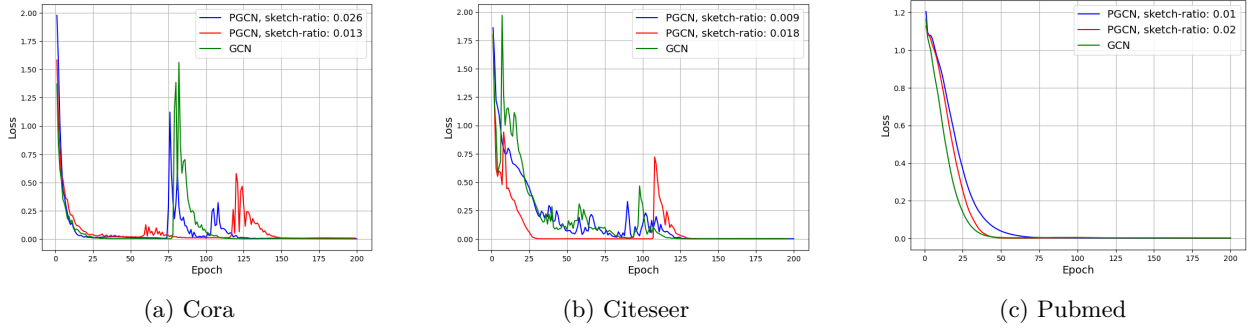 2.00
1.75
1.50
1.25
1.00
0.75
0.50
0.25
0.00
Loss
0 25 50 75 100 125 150 175 200
Epoch
PGCN, sketch-ratio: 0.026
PGCN, sketch-ratio: 0.013
GCN
(a) Cora
2.00
1.75
1.50
1.25
1.00
0.75
0.50
0.25
0.00
Loss
0 25 50 75 100 125 150 175 200
Epoch
PGCN, sketch-ratio: 0.009
PGCN, sketch-ratio: 0.018
GCN
(b) Citeseer
1.2
1.0
0.8
0.6
0.4
0.2
0.0
Loss
0 25 50 75 100 125 150 175 200
Epoch
PGCN, sketch-ratio: 0.01
PGCN, sketch-ratio: 0.02
GCN
(c) Pubmed